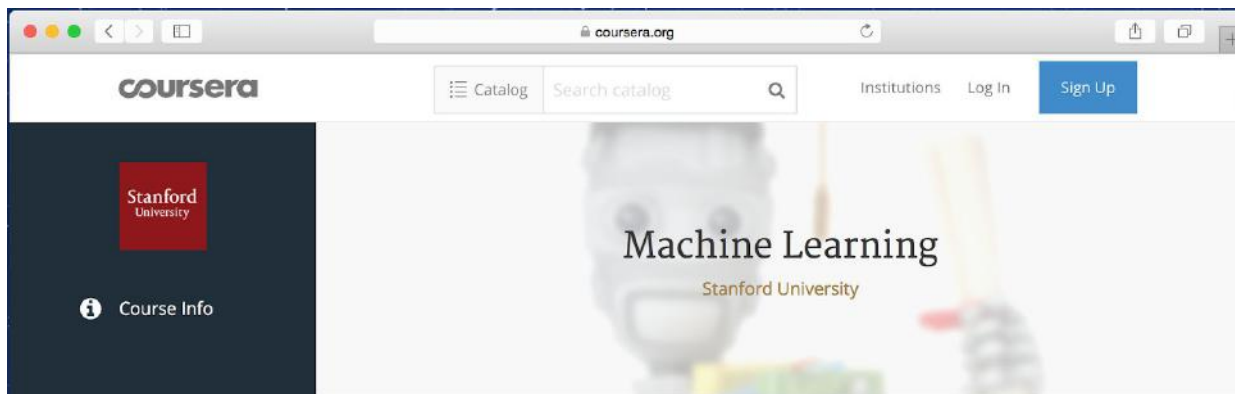 coursera.org
coursera
Catalog
Search catalog
Institutions
Log In
Sign Up
Stanford
University
Machine Learning
Stanford University
Course Info